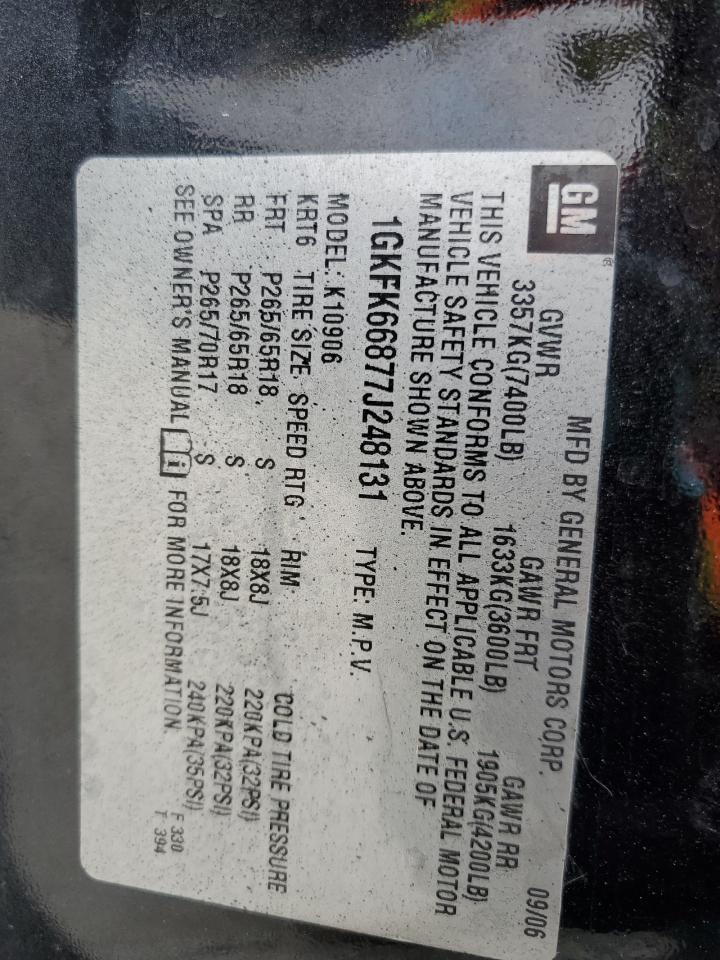 GM®
MFD BY GENERAL MOTORS CORP. 09/06
GVWR GAWR FRT GAWR RR
3357KG(7400LB) 1633KG(3600LB) 1905KG(4200LB)
THIS VEHICLE CONFORMS TO ALL APPLICABLE U.S. FEDERAL MOTOR
VEHICLE SAFETY STANDARDS IN EFFECT ON THE DATE OF
MANUFACTURE SHOWN ABOVE.
1GKFK66877J248131 TYPE: M.P.V.
MODEL: K10906
KRT6 TIRE SIZE SPEED RTG RIM COLD TIRE PRESSURE
FRT P265/65R18 S 18X8J 220KPA(32PSI)
RR P265/65R18 S 18X8J 220KPA(32PSI)
SPA P265/70R17 S 17X7.5J 240KPA(35PSI)
SEE OWNER'S MANUAL i FOR MORE INFORMATION. F 330
T 394